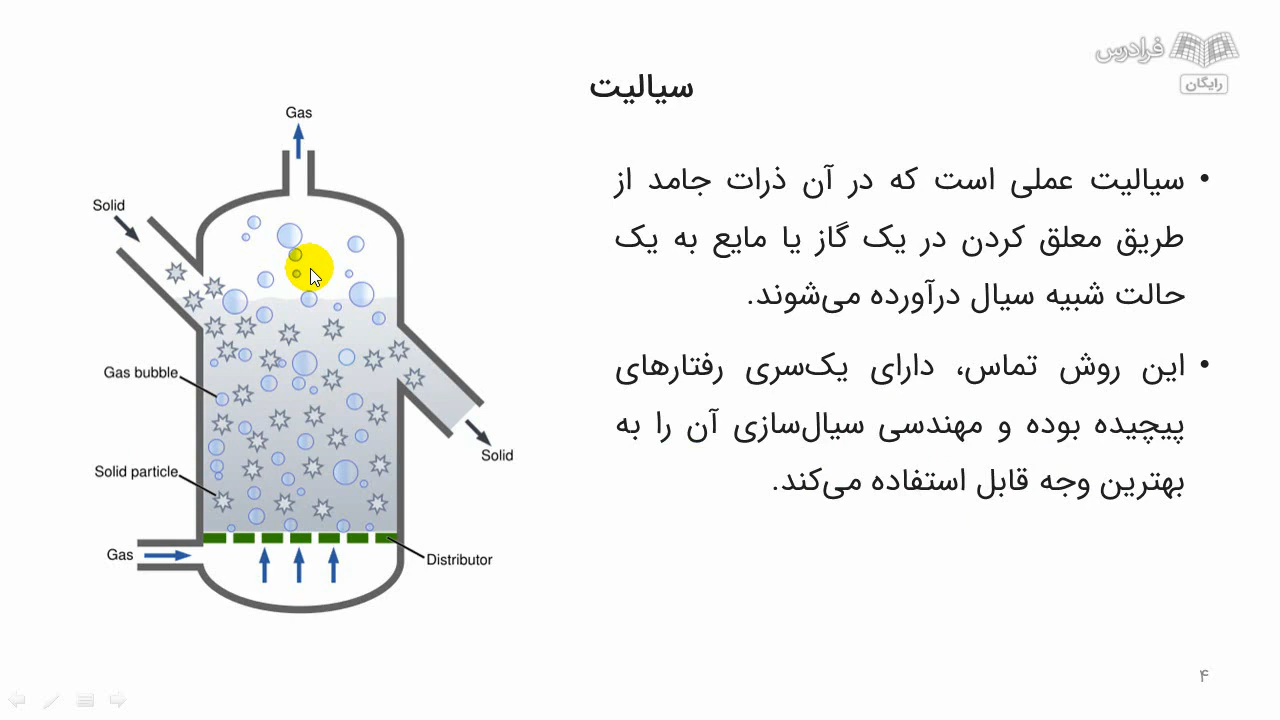 فرادرس
رایگان
سیالیت
• سیالیت عملی است که در آن ذرات جامد از
طریق معلق کردن در یک گاز یا مایع به یک
حالت شبیه سیال درآورده می‌شوند.
• این روش تماس، دارای یک‌سری رفتارهای
پیچیده بوده و مهندسی سیال‌سازی آن را به
بهترین وجه قابل استفاده می‌کند.
Gas
Solid
Gas bubble
Solid
Solid particle
Gas
Distributor
۴